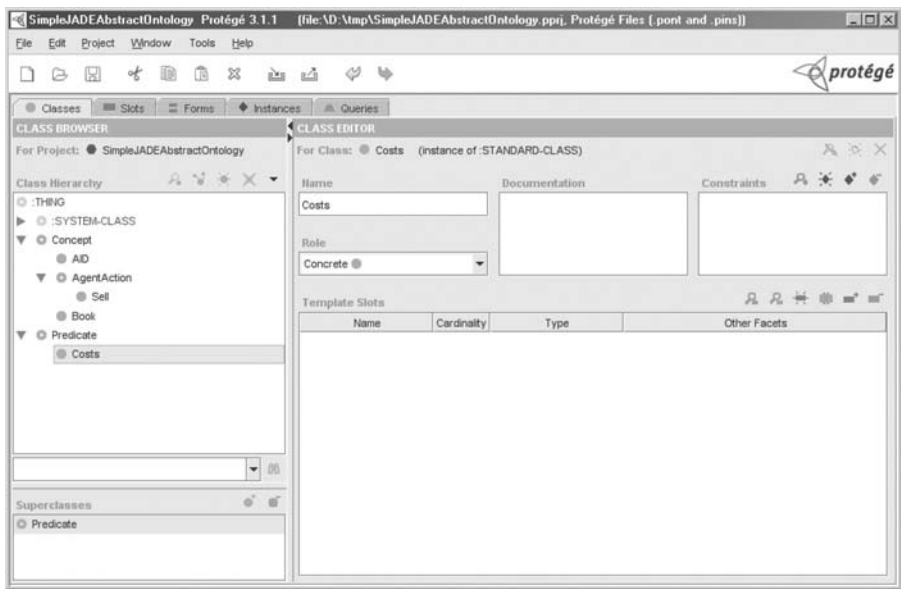 SimpleJADEAbstractOntology Protégé 3.1.1 (file:\D:\tmp\SimpleJADEAbstractOntology.pprj, Protégé Files (.pont and .pins))
File Edit Project Window Tools Help
protégé
Classes Slots Forms Instances Queries
CLASS BROWSER
For Project: SimpleJADEAbstractOntology
Class Hierarchy
:THING
:SYSTEM-CLASS
Concept
AID
AgentAction
Sell
Book
Predicate
Costs
Superclasses
Predicate
CLASS EDITOR
For Class: Costs (instance of :STANDARD-CLASS)
Name Documentation Constraints
Costs
Role
Concrete
Template Slots
Name Cardinality Type Other Facets